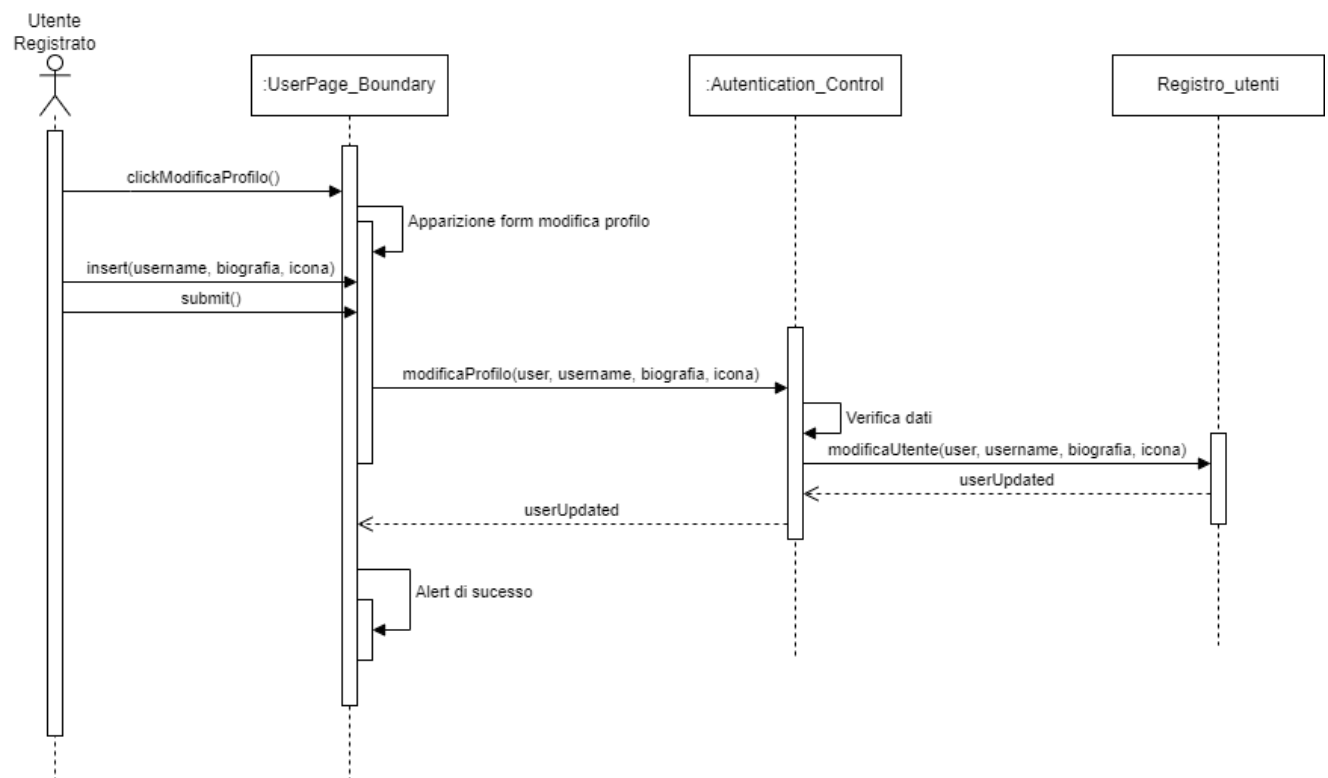 Utente
Registrato
:UserPage_Boundary
:Autentication_Control
Registro_utenti
clickModificaProfilo()
Apparizione form modifica profilo
insert(username, biografia, icona)
submit()
modificaProfilo(user, username, biografia, icona)
Verifica dati
modificaUtente(user, username, biografia, icona)
userUpdated
userUpdated
Alert di sucesso